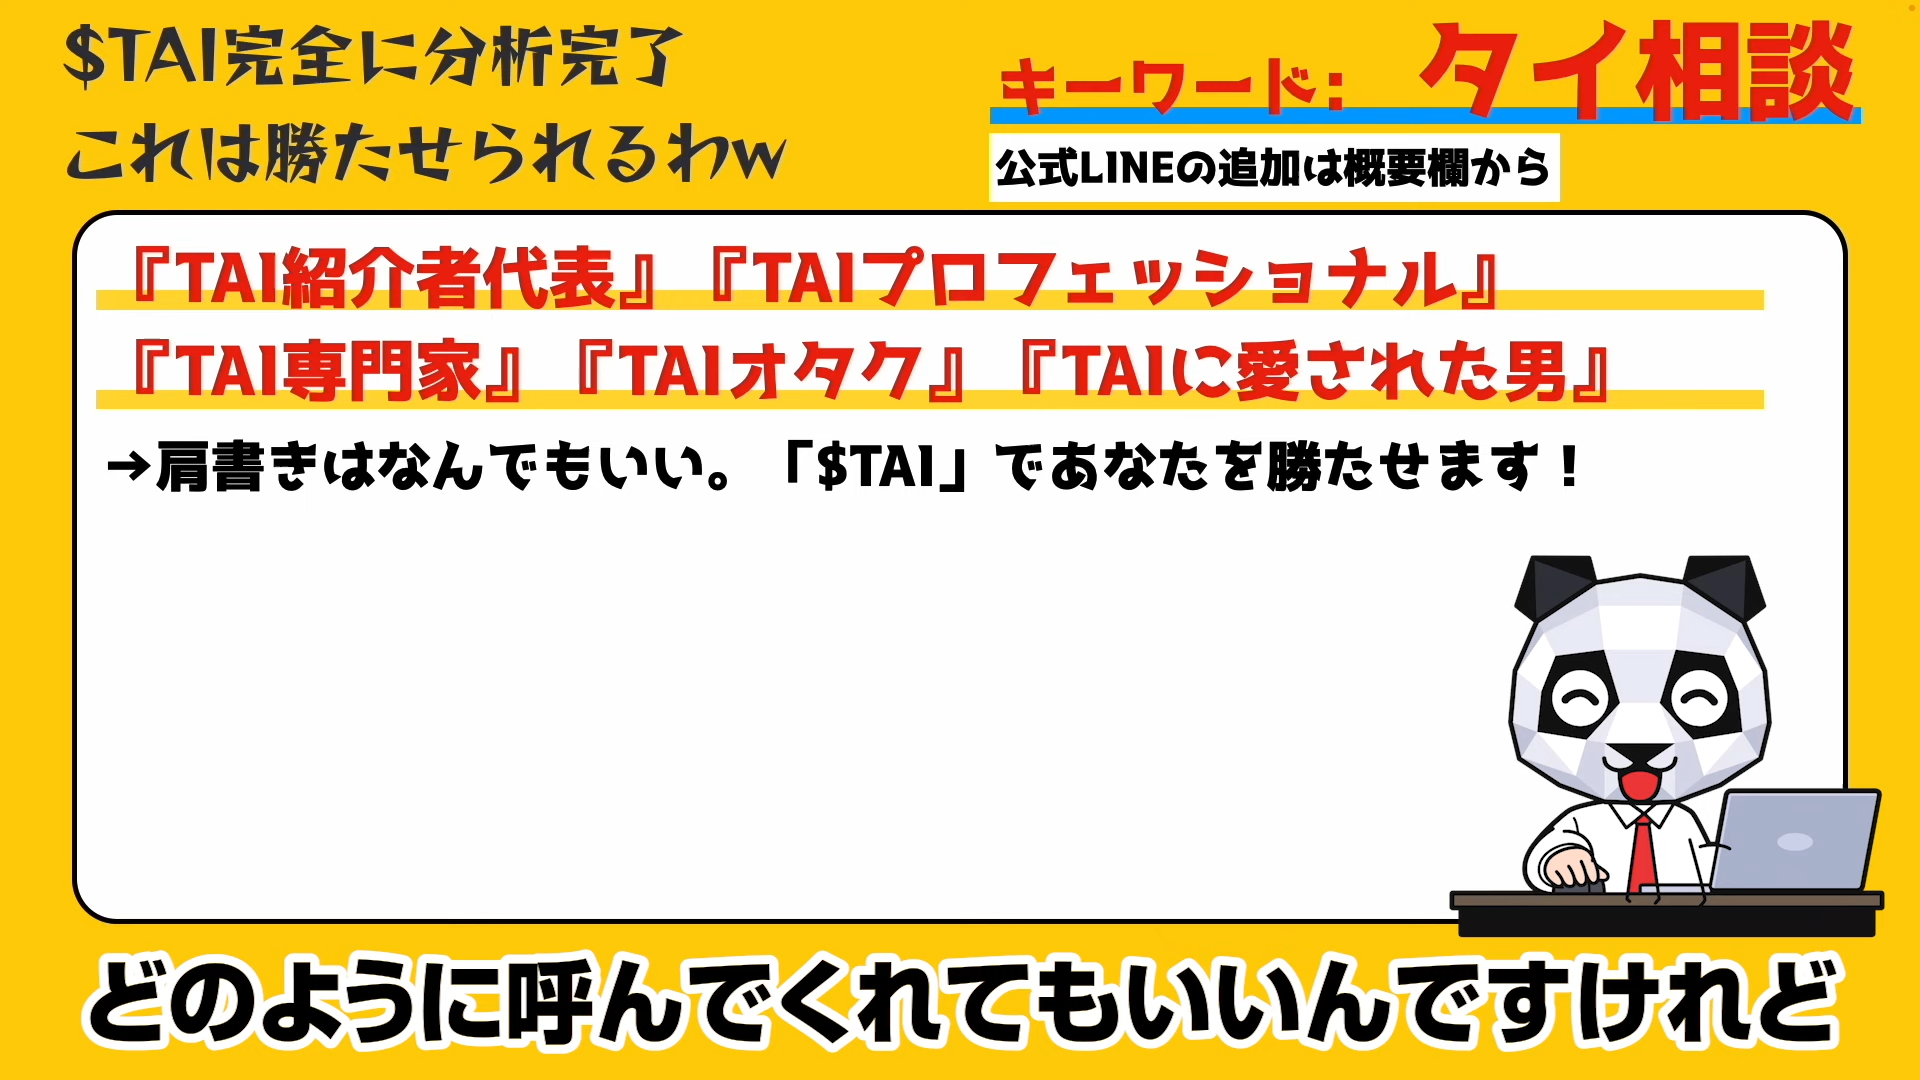 $TAI完全に分析完了
これは勝たせられるわw
キーワード: タイ相談
公式LINEの追加は概要欄から
『TAI紹介者代表』『TAIプロフェッショナル』
『TAI専門家』『TAIオタク』『TAIに愛された男』
→肩書きはなんでもいい。「$TAI」であなたを勝たせます！
どのように呼んでくれてもいいんですけれど